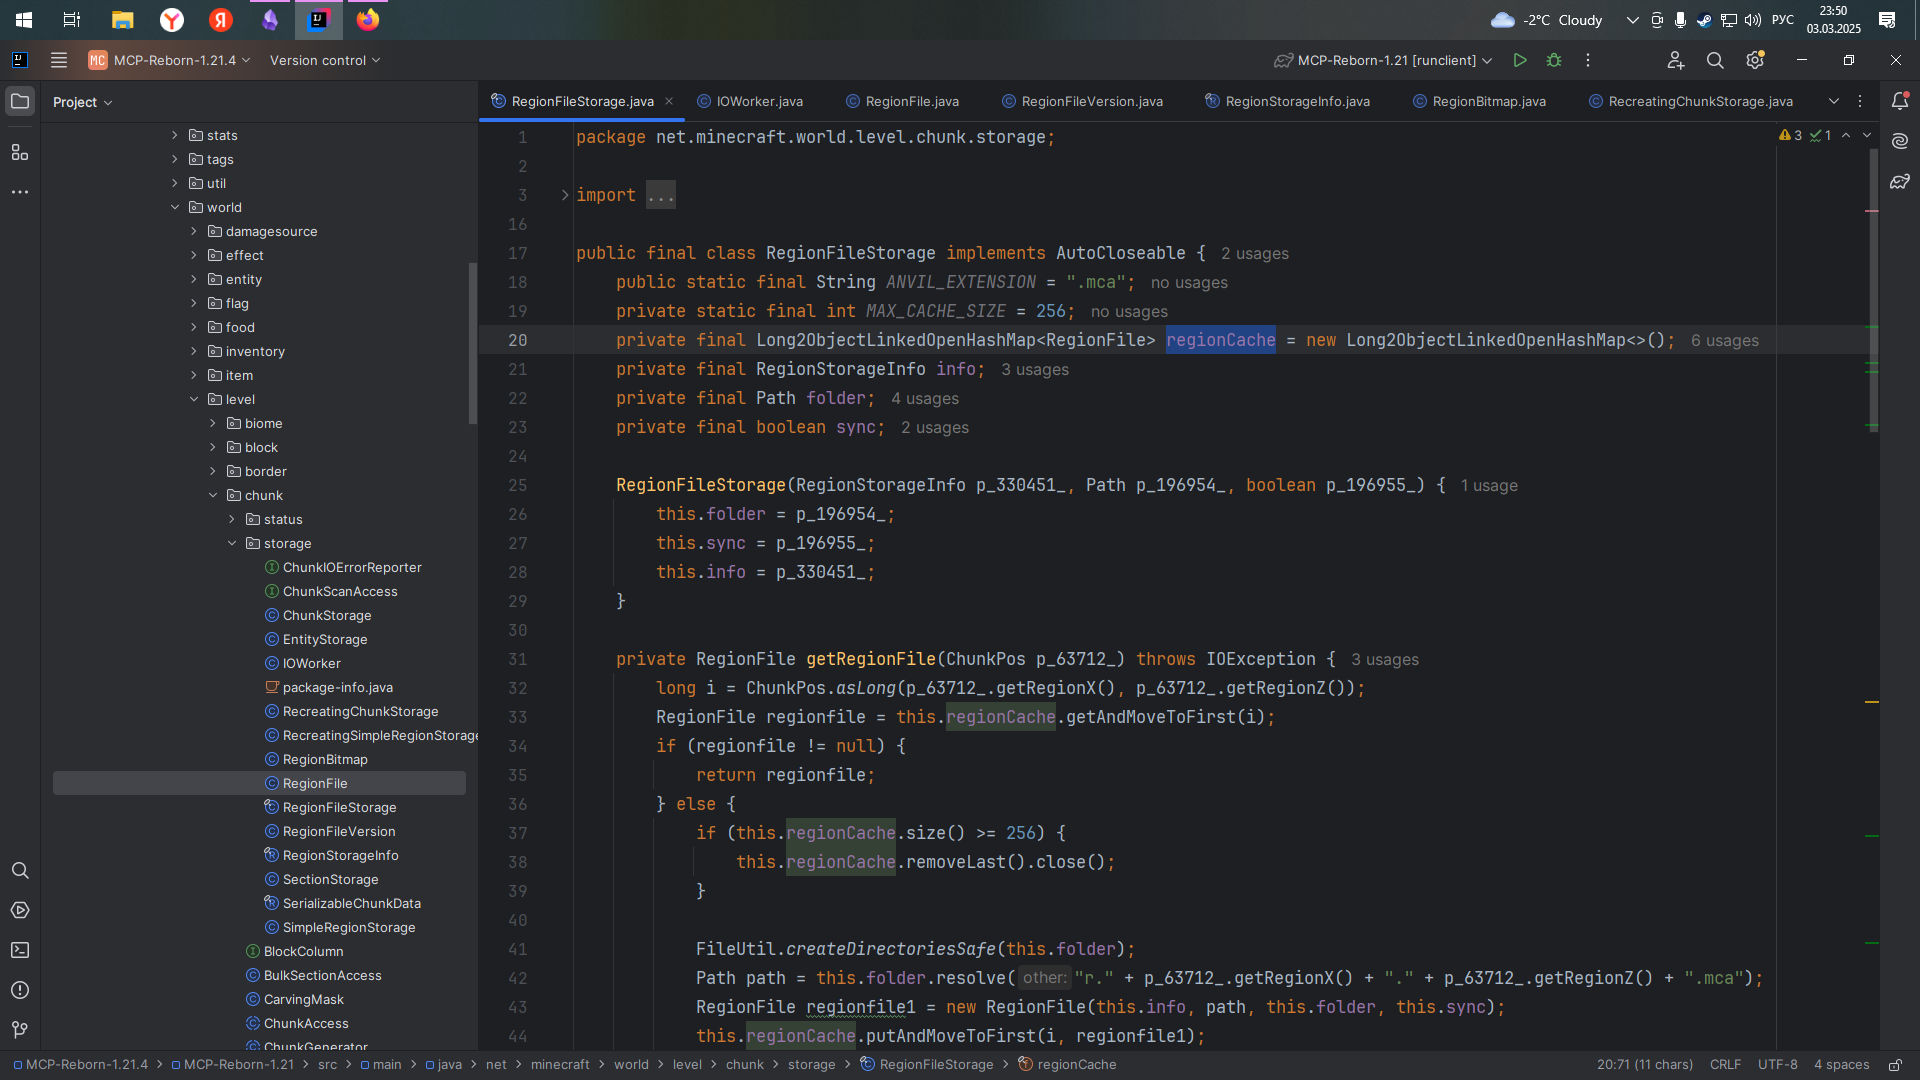 -2°C Cloudy
РУС
23:50
03.03.2025
MC MCP-Reborn-1.21.4
Version control
MCP-Reborn-1.21 [runclient]
Project
RegionFileStorage.java
IOWorker.java
RegionFile.java
RegionFileVersion.java
RegionStorageInfo.java
RegionBitmap.java
RecreatingChunkStorage.java
stats
tags
util
world
damagesource
effect
entity
flag
food
inventory
item
level
biome
block
border
chunk
status
storage
ChunkIOErrorReporter
ChunkScanAccess
ChunkStorage
EntityStorage
IOWorker
package-info.java
RecreatingChunkStorage
RecreatingSimpleRegionStorage
RegionBitmap
RegionFile
RegionFileStorage
RegionFileVersion
RegionStorageInfo
SectionStorage
SerializableChunkData
SimpleRegionStorage
BlockColumn
BulkSectionAccess
CarvingMask
ChunkAccess
ChunkGenerator
3 1
1 package net.minecraft.world.level.chunk.storage;
2
3 import ...
16
17 public final class RegionFileStorage implements AutoCloseable { 2 usages
18 public static final String ANVIL_EXTENSION = ".mca"; no usages
19 private static final int MAX_CACHE_SIZE = 256; no usages
20 private final Long2ObjectLinkedOpenHashMap<RegionFile> regionCache = new Long2ObjectLinkedOpenHashMap<>(); 6 usages
21 private final RegionStorageInfo info; 3 usages
22 private final Path folder; 4 usages
23 private final boolean sync; 2 usages
24
25 RegionFileStorage(RegionStorageInfo p_330451_, Path p_196954_, boolean p_196955_) { 1 usage
26 this.folder = p_196954_;
27 this.sync = p_196955_;
28 this.info = p_330451_;
29 }
30
31 private RegionFile getRegionFile(ChunkPos p_63712_) throws IOException { 3 usages
32 long i = ChunkPos.asLong(p_63712_.getRegionX(), p_63712_.getRegionZ());
33 RegionFile regionfile = this.regionCache.getAndMoveToFirst(i);
34 if (regionfile != null) {
35 return regionfile;
36 } else {
37 if (this.regionCache.size() >= 256) {
38 this.regionCache.removeLast().close();
39 }
40
41 FileUtil.createDirectoriesSafe(this.folder);
42 Path path = this.folder.resolve( other: "r." + p_63712_.getRegionX() + "." + p_63712_.getRegionZ() + ".mca");
43 RegionFile regionfile1 = new RegionFile(this.info, path, this.folder, this.sync);
44 this.regionCache.putAndMoveToFirst(i, regionfile1);
MCP-Reborn-1.21.4 > MCP-Reborn-1.21 > src > main > java > net > minecraft > world > level > chunk > storage > RegionFileStorage > regionCache
20:71 (11 chars) CRLF UTF-8 4 spaces